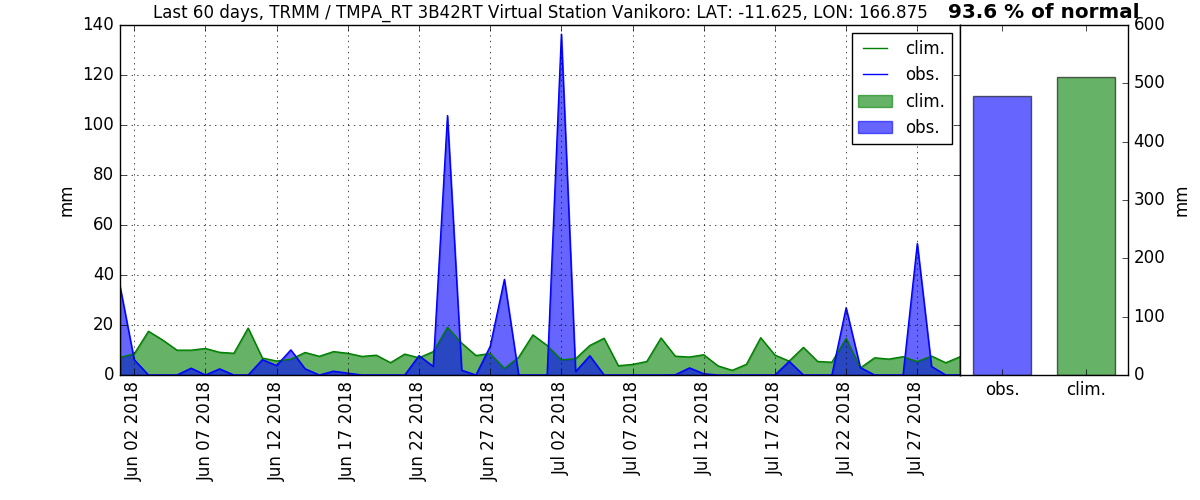 Last 60 days, TRMM / TMPA_RT 3B42RT Virtual Station Vanikoro: LAT: -11.625, LON: 166.875
93.6 % of normal
140
120
100
80
60
40
20
0
mm
clim.
obs.
clim.
obs.
Jun 02 2018
Jun 07 2018
Jun 12 2018
Jun 17 2018
Jun 22 2018
Jun 27 2018
Jul 02 2018
Jul 07 2018
Jul 12 2018
Jul 17 2018
Jul 22 2018
Jul 27 2018
600
500
400
300
200
100
0
mm
obs.
clim.